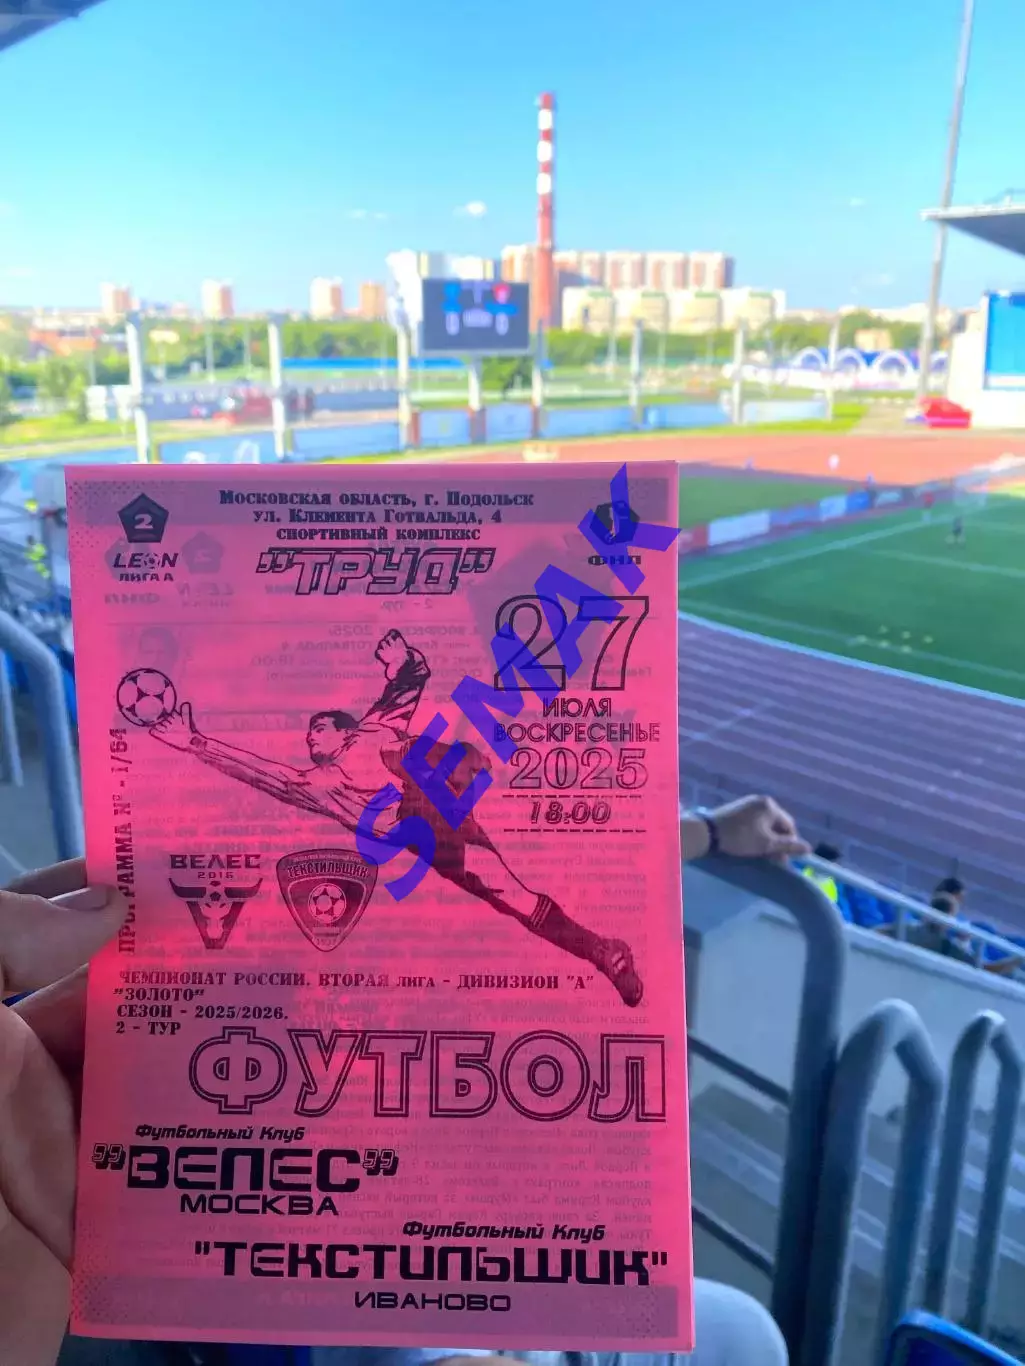 Московская область, г. Подольск
ул. Клемента Готвальда, 4
спортивный комплекс
"ТРУД"
2
LEON
ЛИГА А
ФНЛ
27
ИЮЛЯ
ВОСКРЕСЕНЬЕ
2025
18:00
ПРОГРАММА № - 1/64
ВЕЛЕС
2016
ТЕКСТИЛЬЩИК
SEMAK
Чемпионат России. Вторая лига - Дивизион "А"
"Золото"
Сезон - 2025/2026.
2 - тур
ФУТБОЛ
Футбольный Клуб
"ВЕЛЕС"
МОСКВА
Футбольный Клуб
"ТЕКСТИЛЬЩИК"
ИВАНОВО
0 0